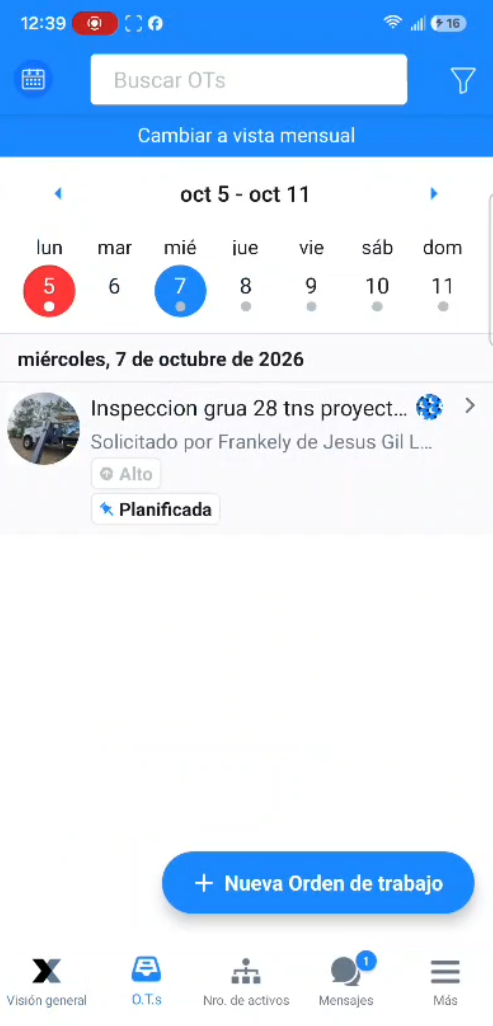 12:39
16
Buscar OTs
Cambiar a vista mensual
oct 5 - oct 11
lun mar mié jue vie sáb dom
5 6 7 8 9 10 11
miércoles, 7 de octubre de 2026
Inspeccion grua 28 tns proyect...
Solicitado por Frankely de Jesus Gil L...
Alto
Planificada
+ Nueva Orden de trabajo
1
Visión general O.T.s Nro. de activos Mensajes Más